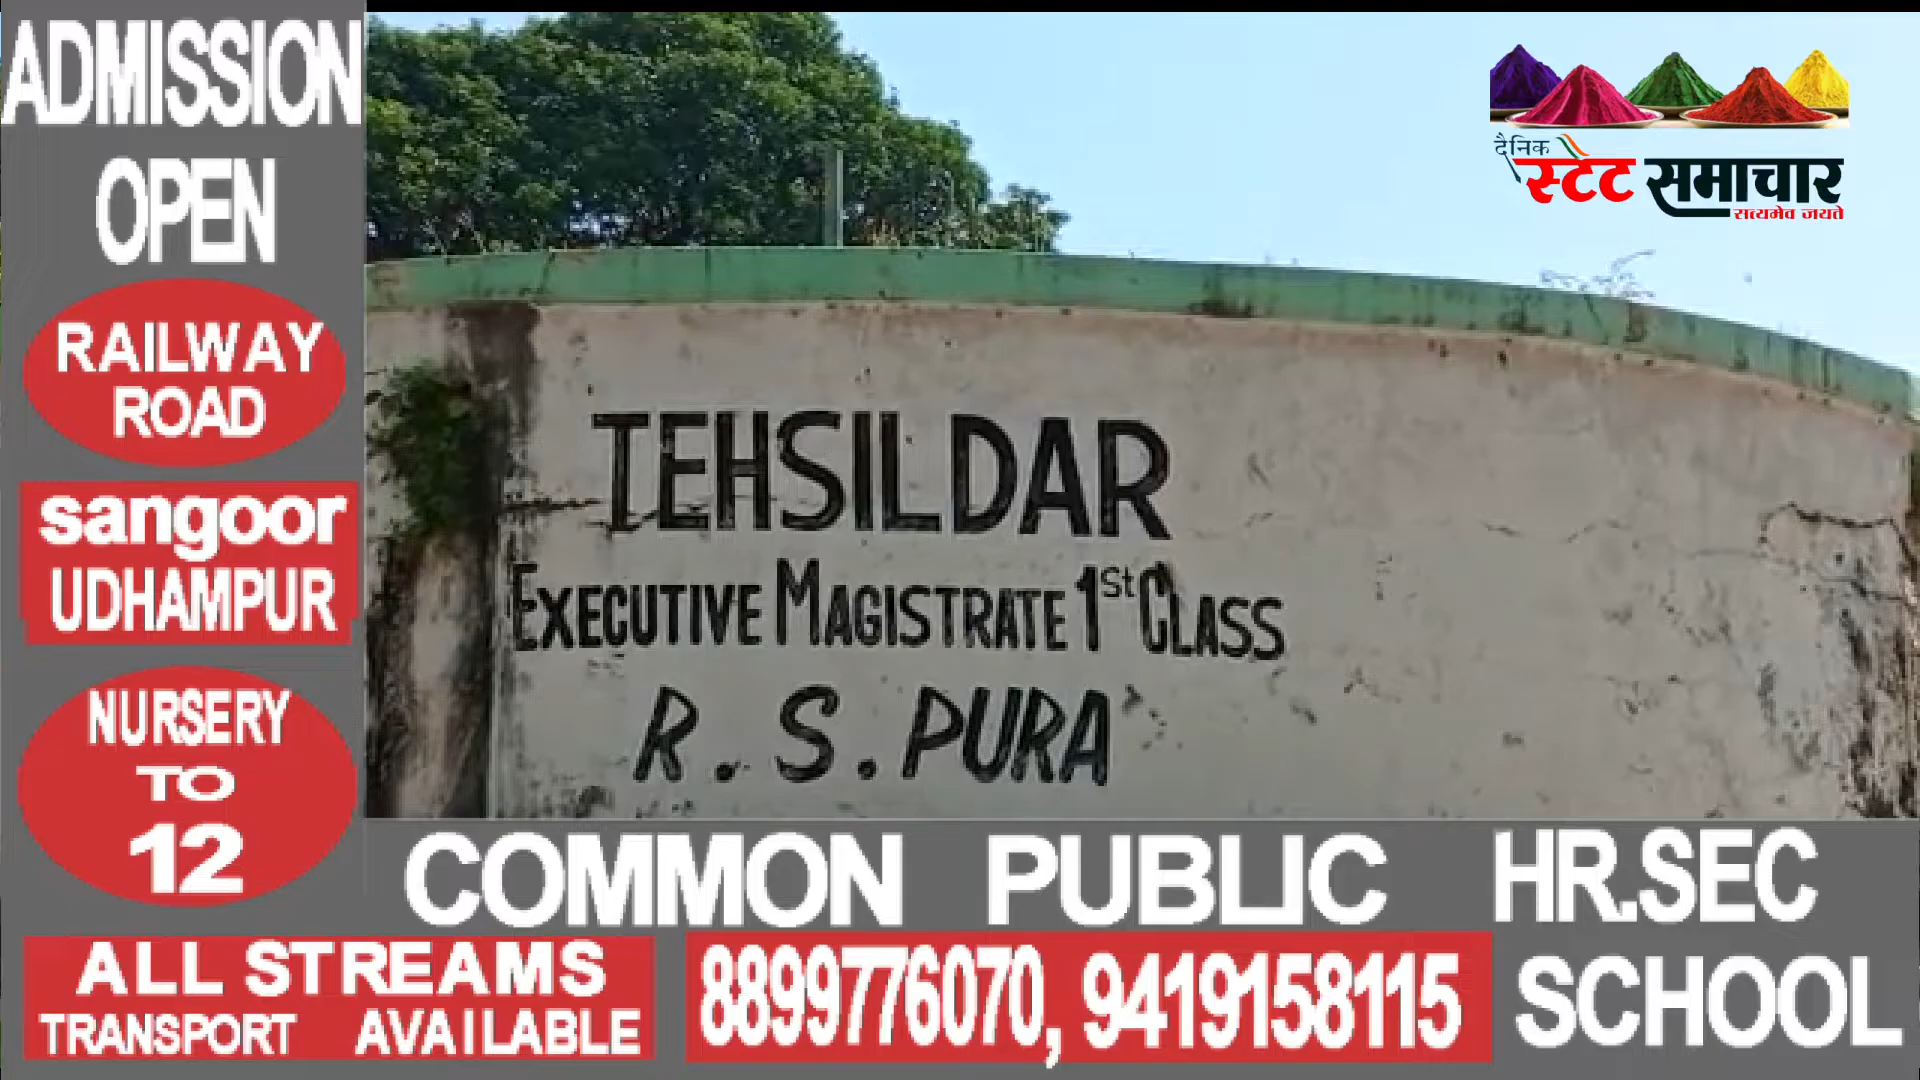 ADMISSION
OPEN
RAILWAY
ROAD
sangoor
UDHAMPUR
NURSERY
TO
12
दैनिक
स्टेट समाचार
सत्यमेव जयते
TEHSILDAR
EXECUTIVE MAGISTRATE 1St CLASS
R. S. PURA
COMMON PUBLIC HR.SEC
SCHOOL
ALL STREAMS
TRANSPORT AVAILABLE
8899776070, 9419158115